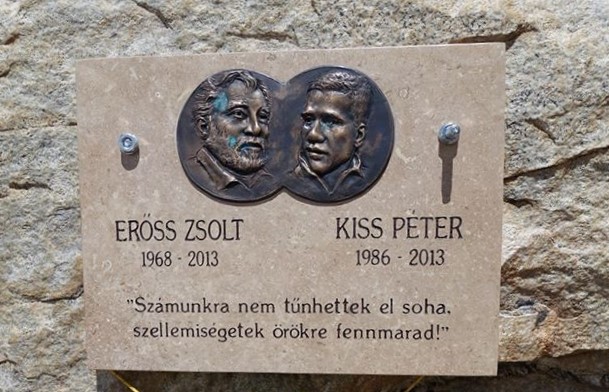 ERŐSS ZSOLT
1968 - 2013
KISS PÉTER
1986 - 2013
"Számunkra nem tűnhettek el soha,
szellemiségetek örökre fennmarad!"